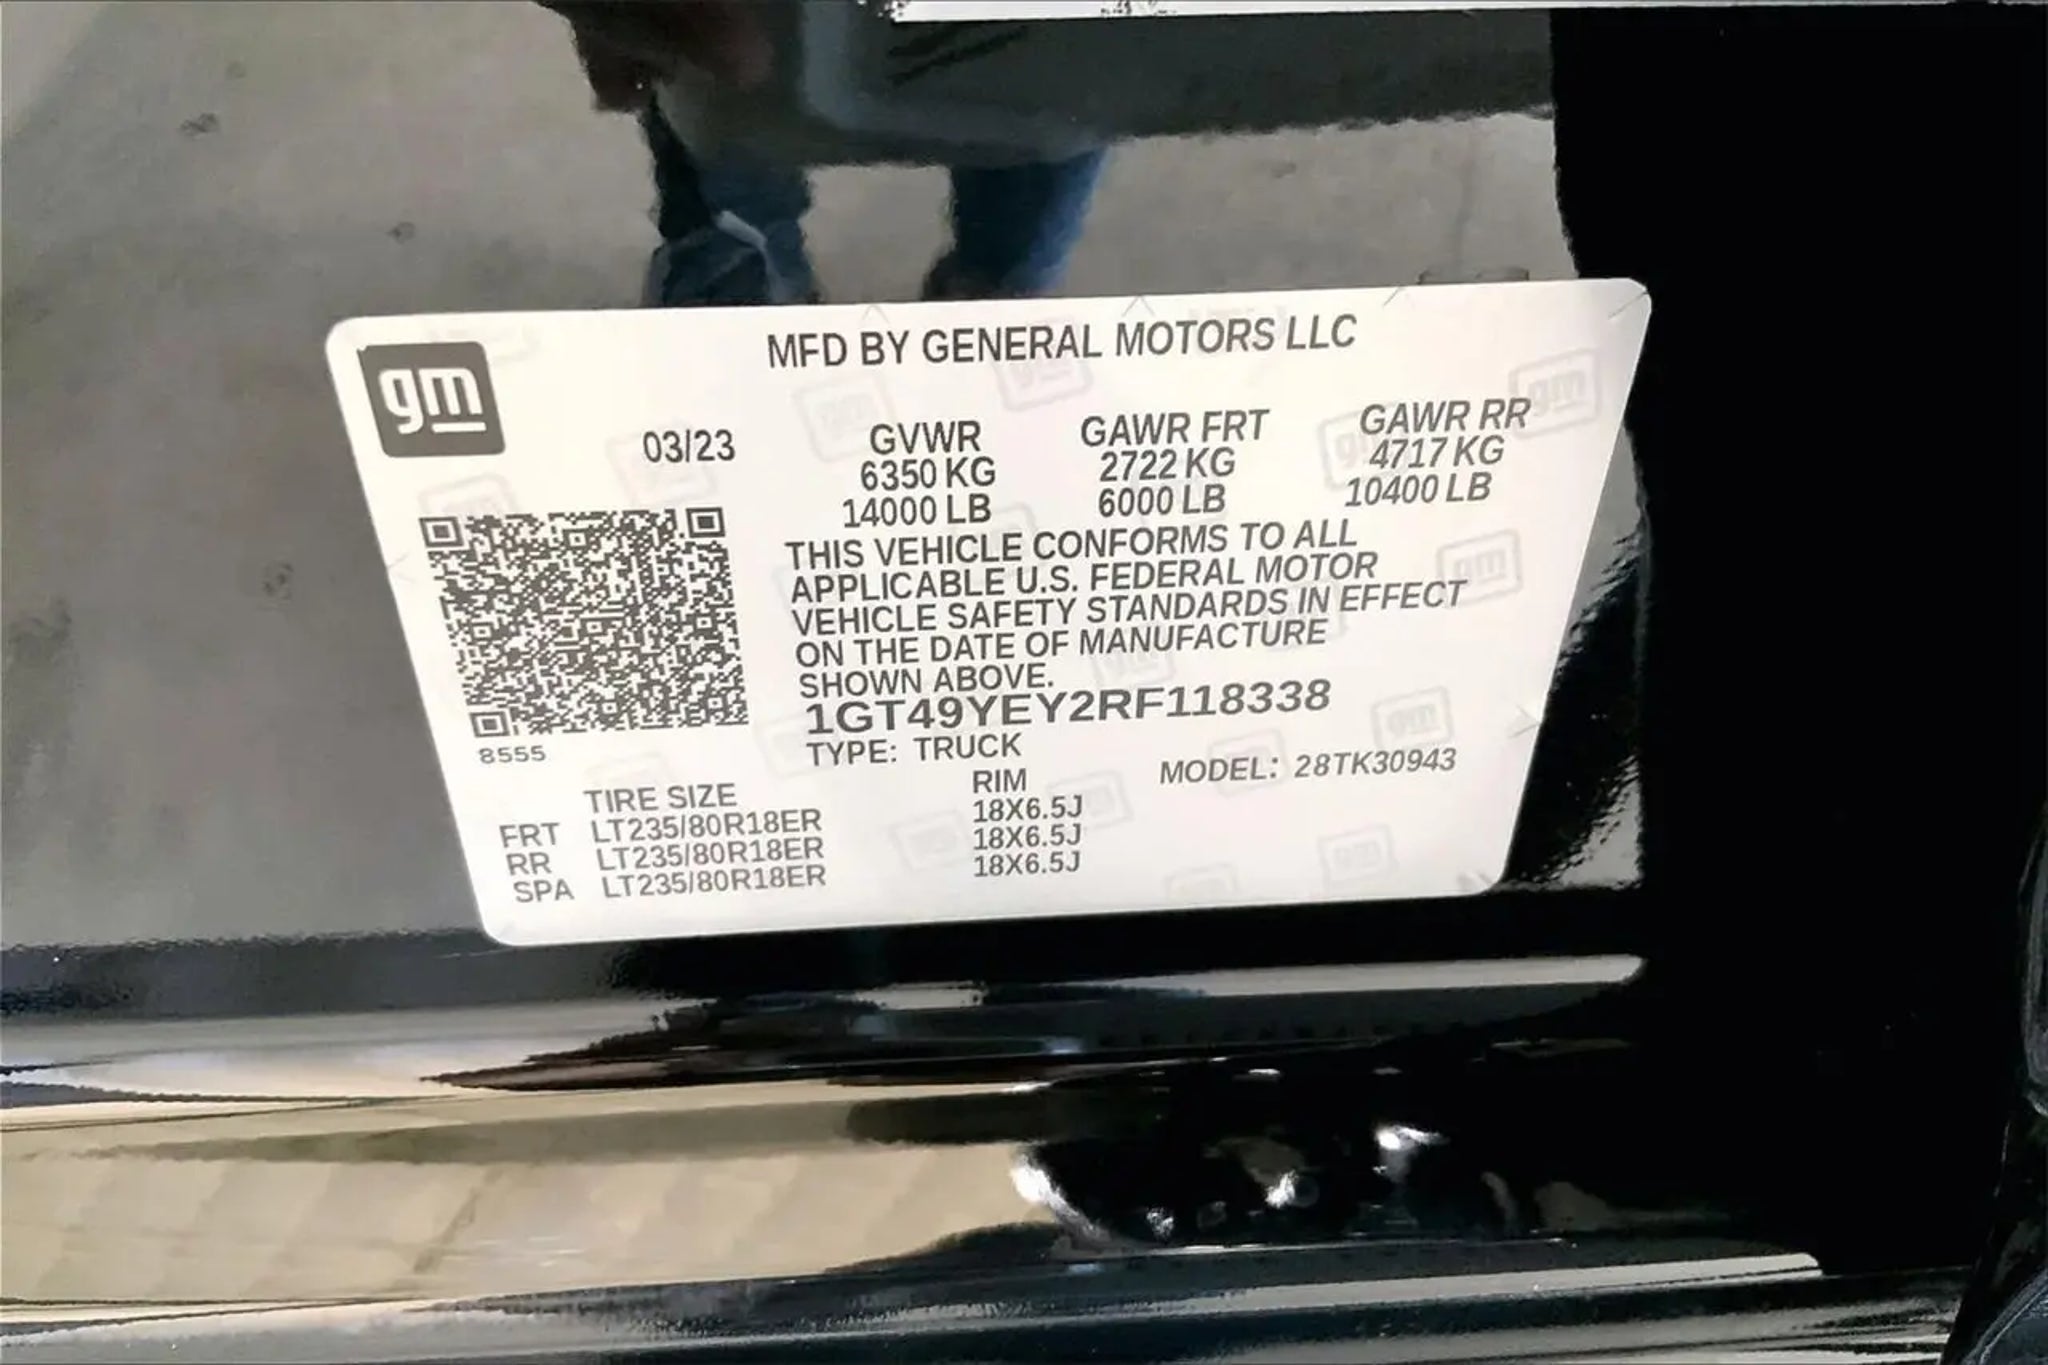 gm
MFD BY GENERAL MOTORS LLC
03/23 GVWR GAWR FRT GAWR RR
6350 KG 2722 KG 4717 KG
14000 LB 6000 LB 10400 LB
THIS VEHICLE CONFORMS TO ALL
APPLICABLE U.S. FEDERAL MOTOR
VEHICLE SAFETY STANDARDS IN EFFECT
ON THE DATE OF MANUFACTURE
SHOWN ABOVE.
1GT49YEY2RF118338
8555
TYPE: TRUCK MODEL: 28TK30943
TIRE SIZE RIM
FRT LT235/80R18ER 18X6.5J
RR LT235/80R18ER 18X6.5J
SPA LT235/80R18ER 18X6.5J